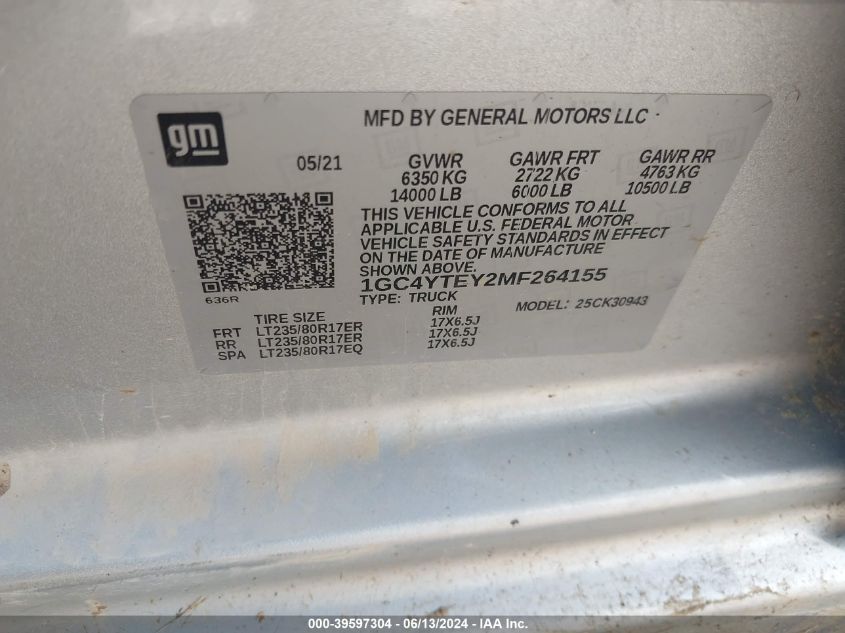 gm
MFD BY GENERAL MOTORS LLC
05/21 GVWR GAWR FRT GAWR RR
6350 KG 2722 KG 4763 KG
14000 LB 6000 LB 10500 LB
THIS VEHICLE CONFORMS TO ALL
APPLICABLE U.S. FEDERAL MOTOR
VEHICLE SAFETY STANDARDS IN EFFECT
ON THE DATE OF MANUFACTURE
SHOWN ABOVE.
1GC4YTEY2MF264155
636R
TYPE: TRUCK MODEL: 25CK30943
TIRE SIZE RIM
FRT LT235/80R17ER 17X6.5J
RR LT235/80R17ER 17X6.5J
SPA LT235/80R17EQ 17X6.5J
000-39597304 - 06/13/2024 - IAA Inc.